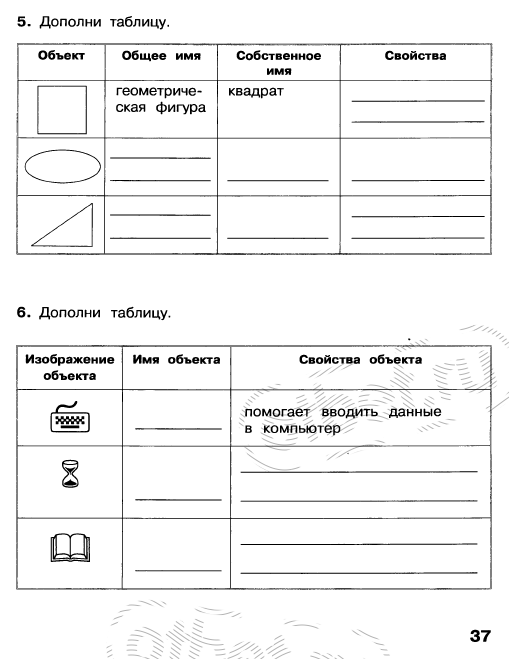 5. Дополни таблицу.
Объект Общее имя Собственное имя Свойства
геометриче-
ская фигура
квадрат
6. Дополни таблицу.
Изображение объекта Имя объекта Свойства объекта
помогает вводить данные
в компьютер
37